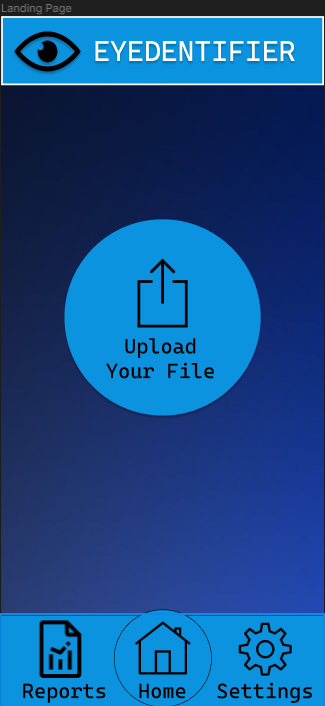 Landing Page
EYEDENTIFIER
Upload
Your File
Reports Home Settings